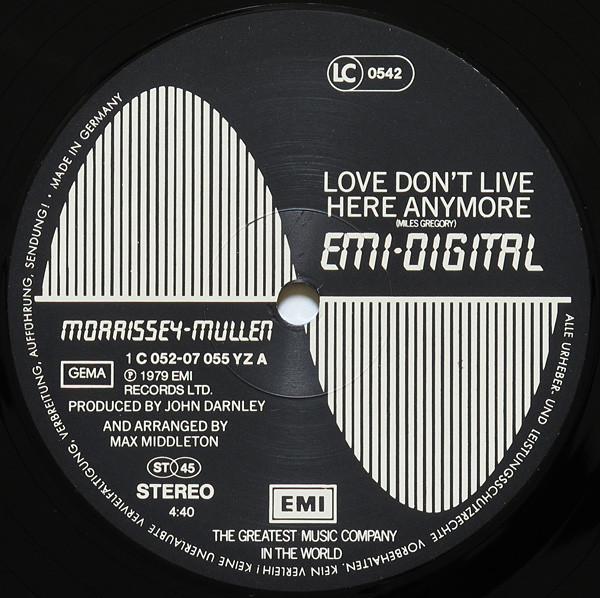 LC 0542
LOVE DON'T LIVE
HERE ANYMORE
(MILES GREGORY)
EMI-DIGITAL
MORRISSEY-MULLEN
1 C 052-07 055 YZ A
GEMA
℗ 1979 EMI
RECORDS LTD.
PRODUCED BY JOHN DARNLEY
AND ARRANGED BY
MAX MIDDLETON
ST 45
STEREO
4:40
EMI
THE GREATEST MUSIC COMPANY
IN THE WORLD
ALLE URHEBER- UND LEISTUNGSSCHUTZRECHTE VORBEHALTEN. KEIN VERLEIH! KEINE UNERLAUBTE VERVIELFÄLTIGUNG, VERBREITUNG, AUFFÜHRUNG, SENDUNG! · MADE IN GERMANY